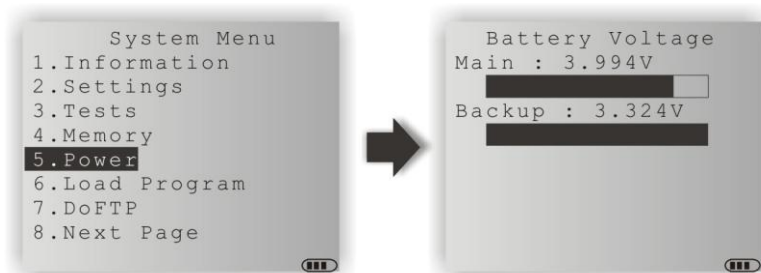 System Menu
1.Information
2.Settings
3.Tests
4.Memory
5.Power
6.Load Program
7.DoFTP
8.Next Page
Battery Voltage
Main : 3.994V
Backup : 3.324V